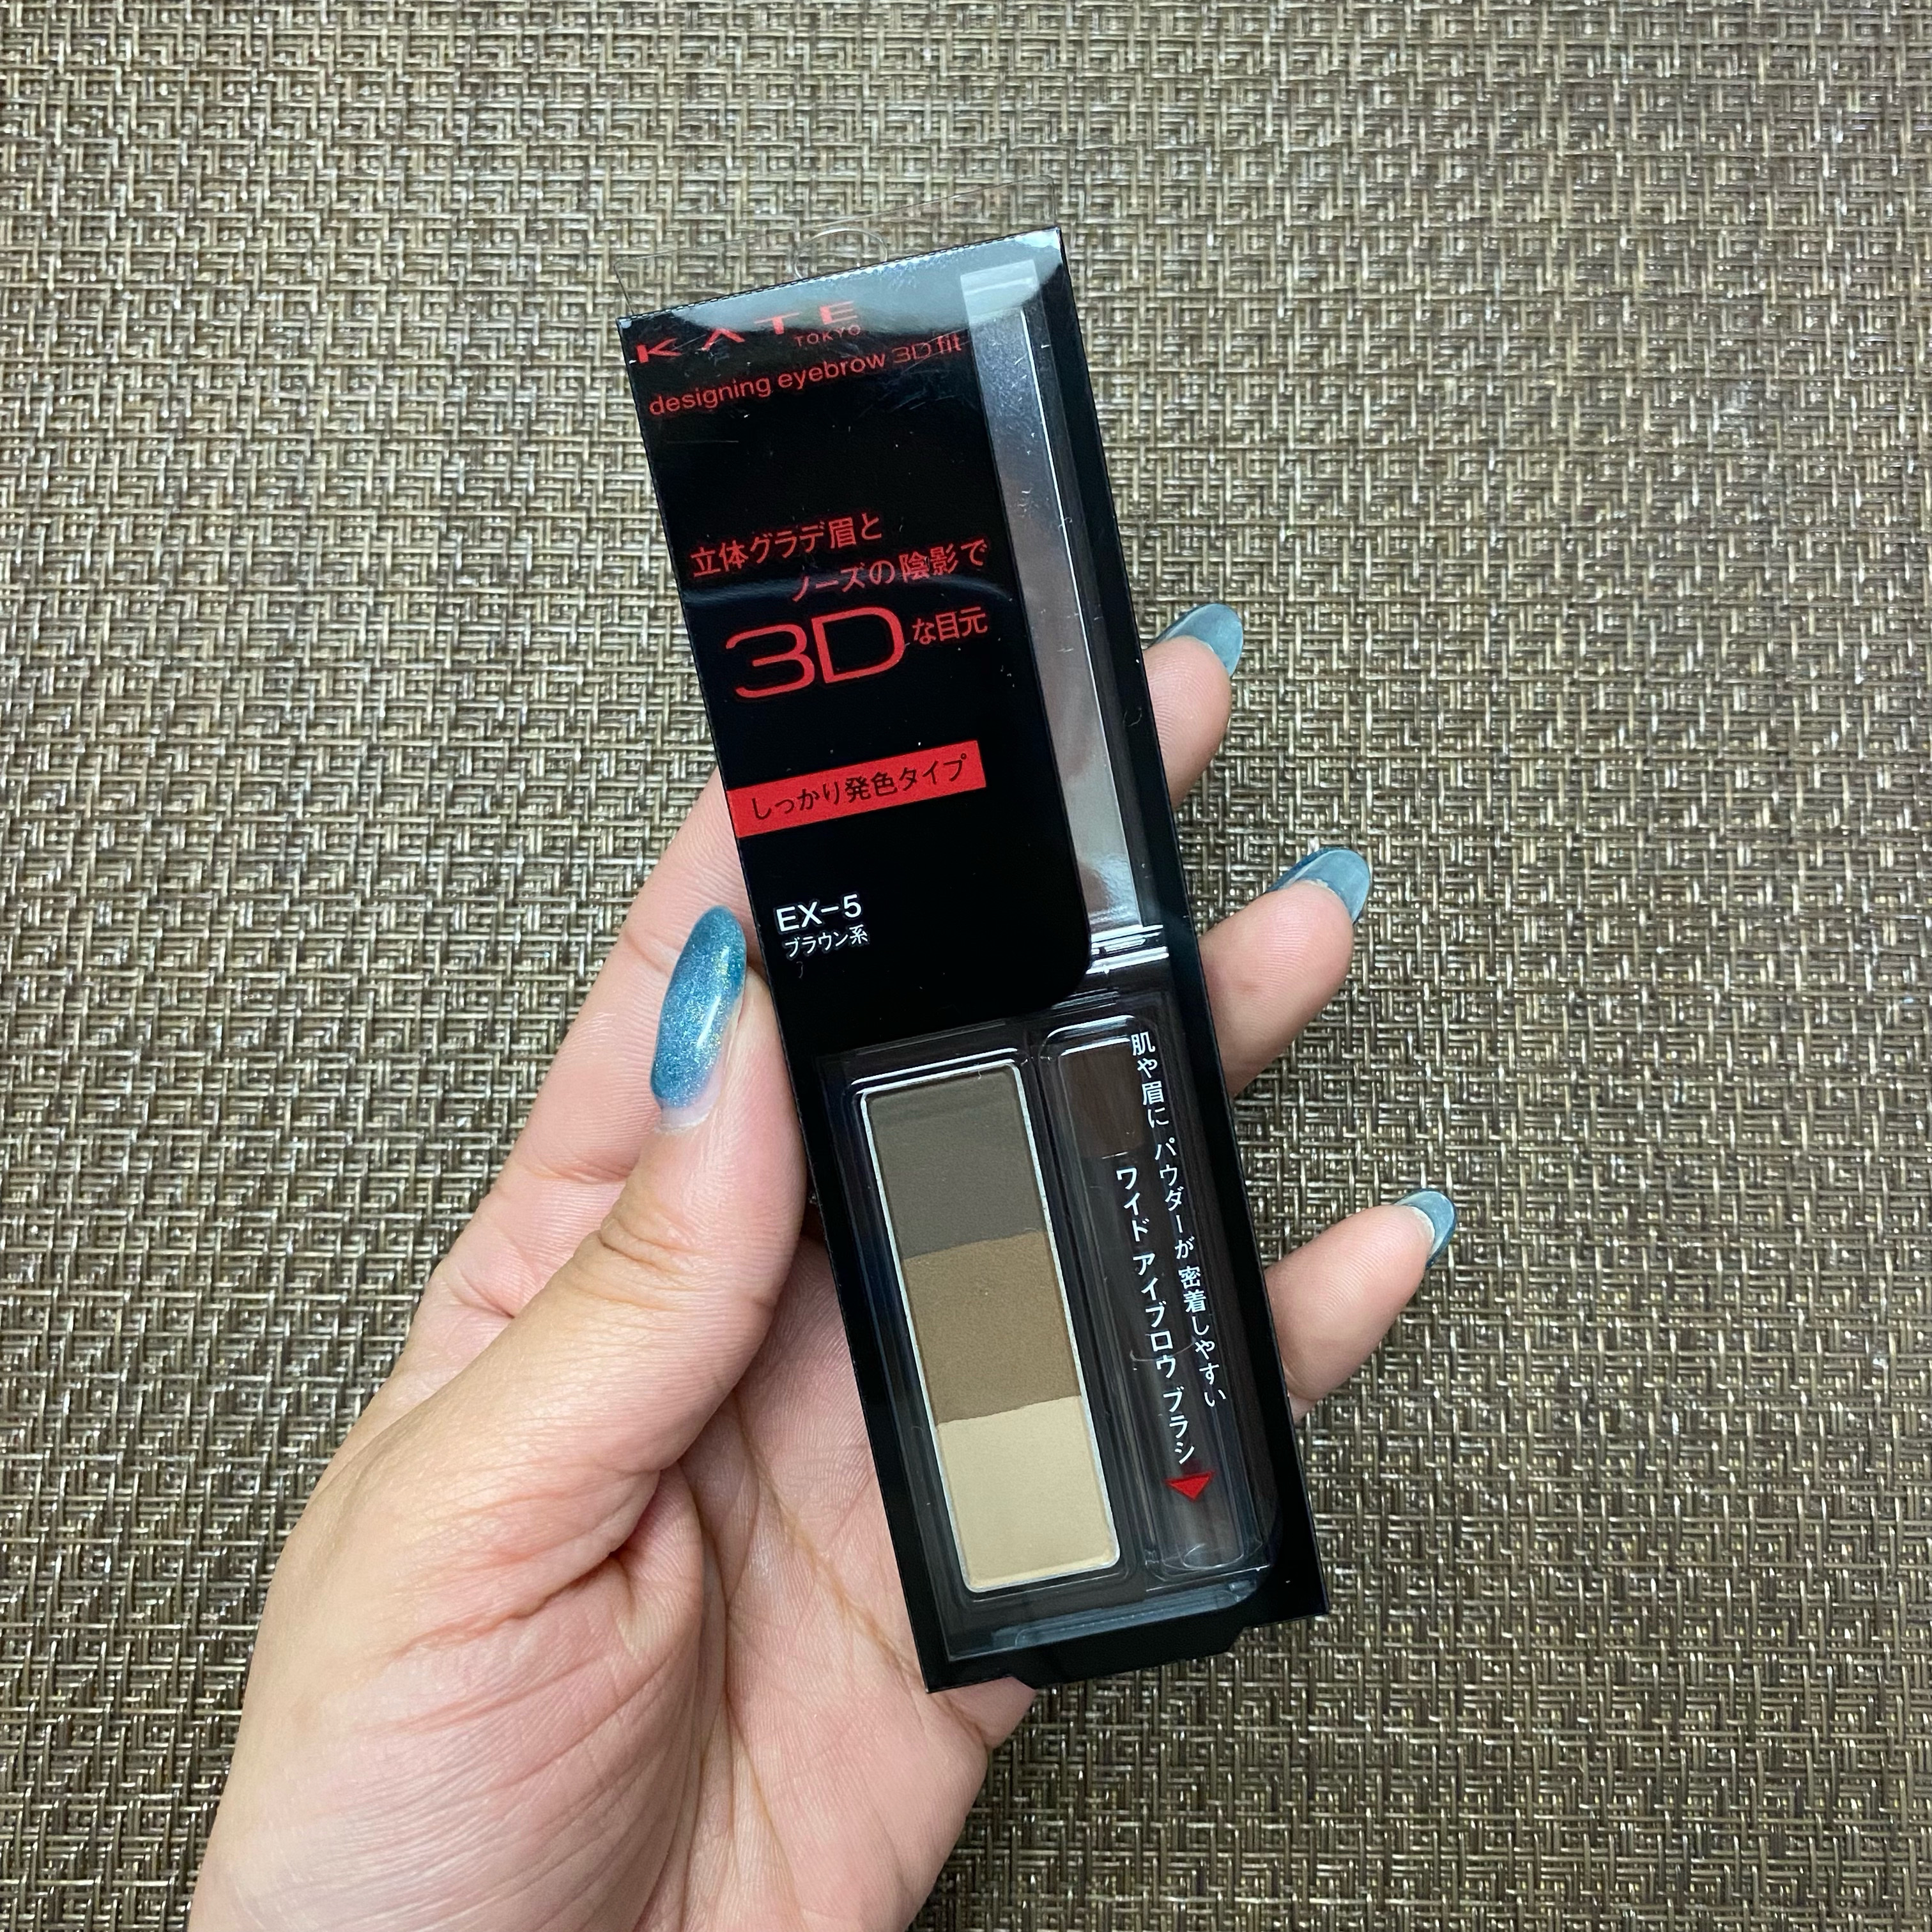 KATE
TOKYO
designing eyebrow 3D fit
立体グラデ眉と
ノーズの陰影で
3Dな目元
しっかり発色タイプ
EX-5
ブラウン系
肌や眉に パウダーが 密着しやすい
ワイド アイブロウ ブラシ